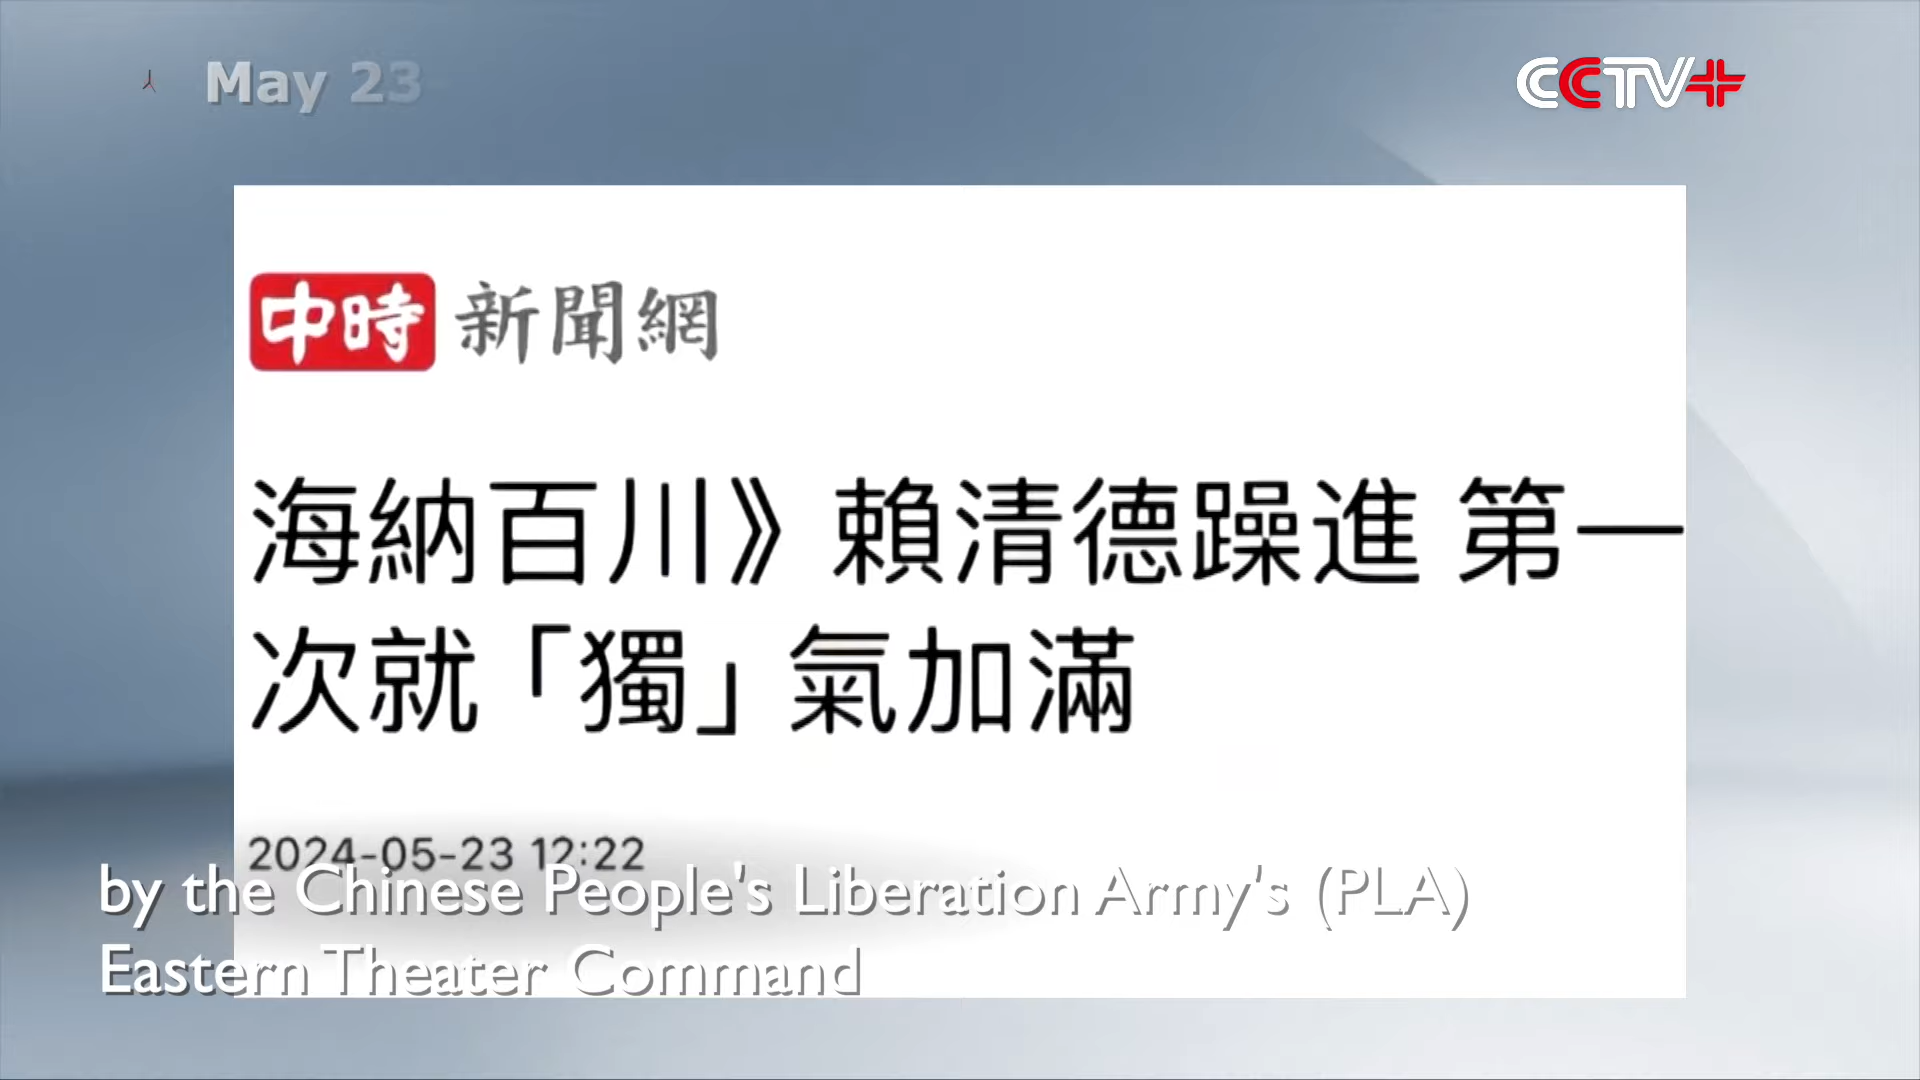 May 23
CCTV+
中時 新聞網
海納百川》賴清德躁進 第一
次就「獨」氣加滿
2024-05-23 12:22
by the Chinese People's Liberation Army's (PLA)
Eastern Theater Command